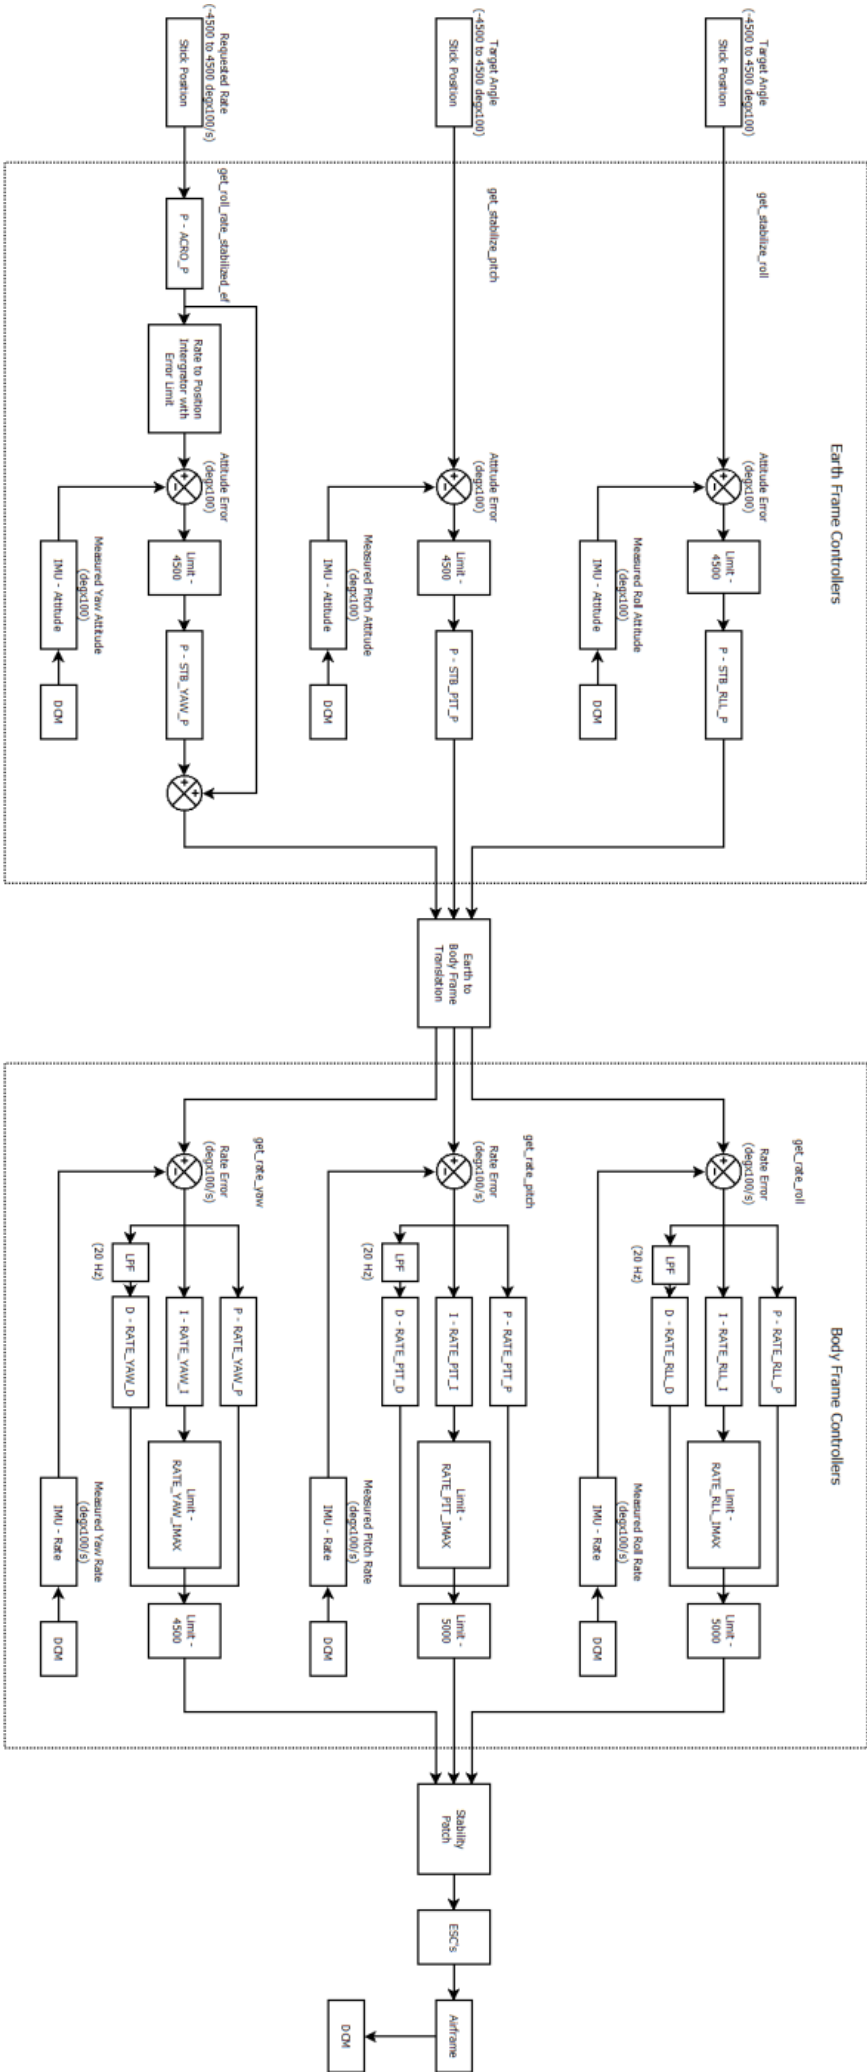 Earth Frame Controllers
Body Frame Controllers
Target Angle
(-4500 to 4500 degx100)
Stick Position
get_stabilize_roll
Attitude Error
(degx100)
+
-
Limit -
4500
P - STB_RLL_P
Measured Roll Attitude
(degx100)
IMU - Attitude
DCM
get_rate_roll
Rate Error
(degx100/s)
+
-
P - RATE_RLL_P
I - RATE_RLL_I
LPF
(20 Hz)
D - RATE_RLL_D
Limit -
RATE_RLL_IMAX
Limit -
5000
Measured Roll Rate
(degx100/s)
IMU - Rate
DCM
Target Angle
(-4500 to 4500 degx100)
Stick Position
get_stabilize_pitch
Attitude Error
(degx100)
+
-
Limit -
4500
P - STB_PIT_P
Measured Pitch Attitude
(degx100)
IMU - Attitude
DCM
Earth to
Body Frame
Translation
get_rate_pitch
Rate Error
(degx100/s)
+
-
P - RATE_PIT_P
I - RATE_PIT_I
LPF
(20 Hz)
D - RATE_PIT_D
Limit -
RATE_PIT_IMAX
Limit -
5000
Measured Pitch Rate
(degx100/s)
IMU - Rate
DCM
Stability
Patch
ESC's
Airframe
DCM
Requested Rate
(-4500 to 4500 degx100/s)
Stick Position
get_roll_rate_stabilized_ef
P - ACRO_P
Rate to Position
Intergrator with
Error Limit
Attitude Error
(degx100)
+
-
Limit -
4500
P - STB_YAW_P
+
+
Measured Yaw Attitude
(degx100)
IMU - Attitude
DCM
get_rate_yaw
Rate Error
(degx100/s)
+
-
P - RATE_YAW_P
I - RATE_YAW_I
LPF
(20 Hz)
D - RATE_YAW_D
Limit -
RATE_YAW_IMAX
Limit -
4500
Measured Yaw Rate
(degx100/s)
IMU - Rate
DCM